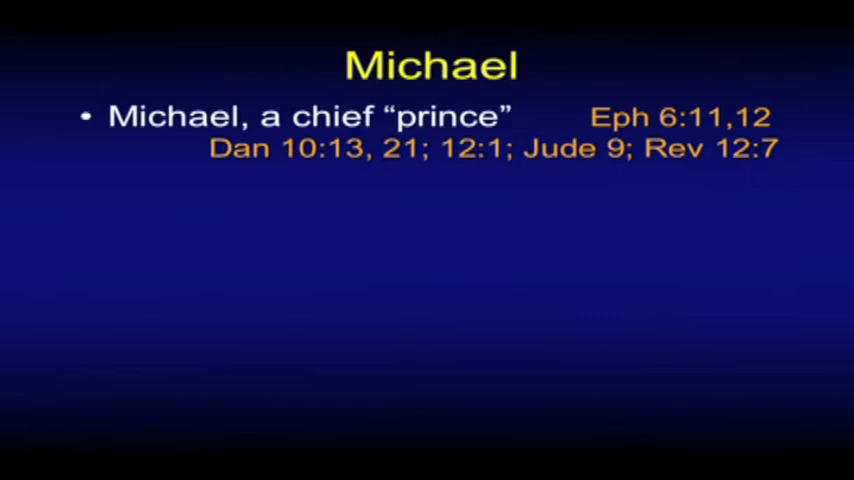 Michael
• Michael, a chief “prince” Eph 6:11,12
Dan 10:13, 21; 12:1; Jude 9; Rev 12:7